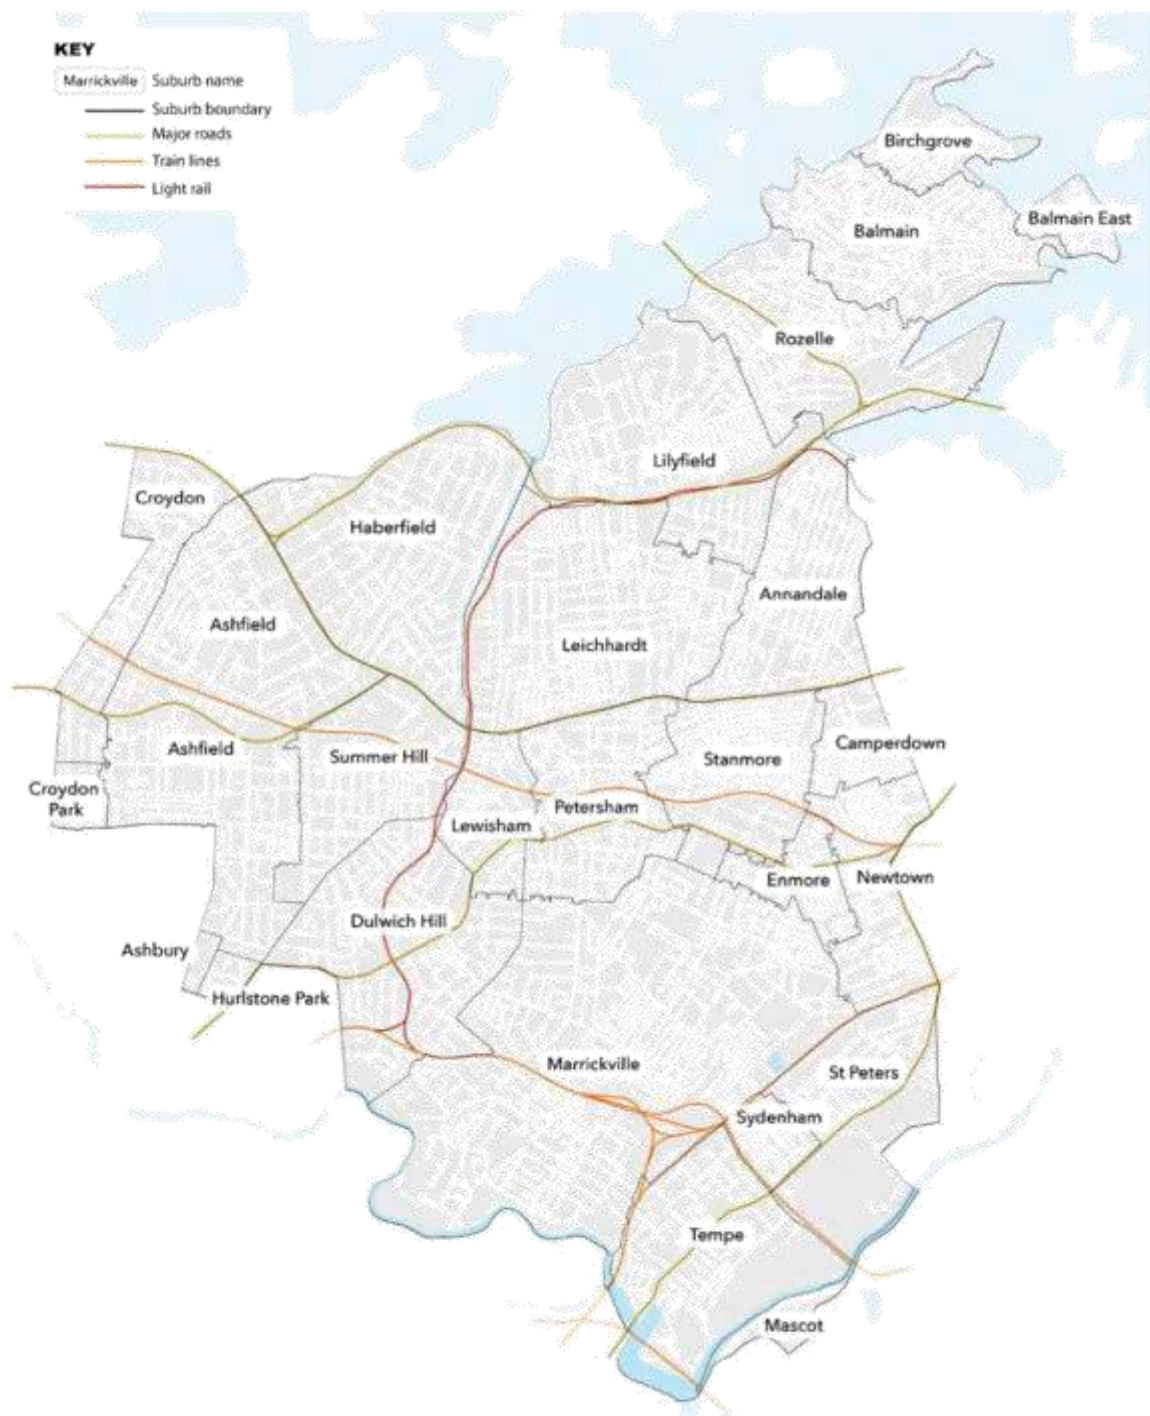 KEY
Marrickville Suburb name
Suburb boundary
Major roads
Train lines
Light rail
Birchgrove
Balmain East
Balmain
Rozelle
Lilyfield
Croydon
Haberfield
Annandale
Ashfield
Leichhardt
Camperdown
Ashfield
Summer Hill
Stanmore
Croydon
Park
Petersham
Lewisham
Enmore
Newtown
Dulwich Hill
Ashbury
Hurlstone Park
Marrickville
St Peters
Sydenham
Tempe
Mascot